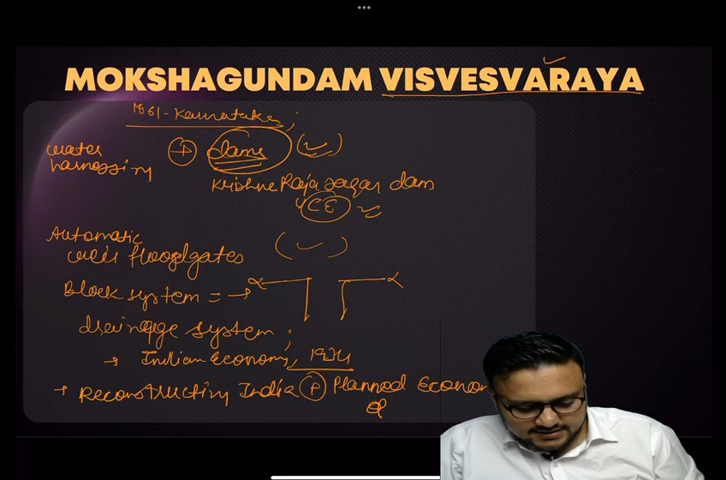 MOKSHAGUNDAM VISVESVARAYA
1861-Karnataka;
water harnessing + dams
Krishna Raja sagar dam
CE
Automatic weir floodgates
Block system = →
drainage system;
→ Indian Economy, 1934
→ Reconstructing India P Planned Econom